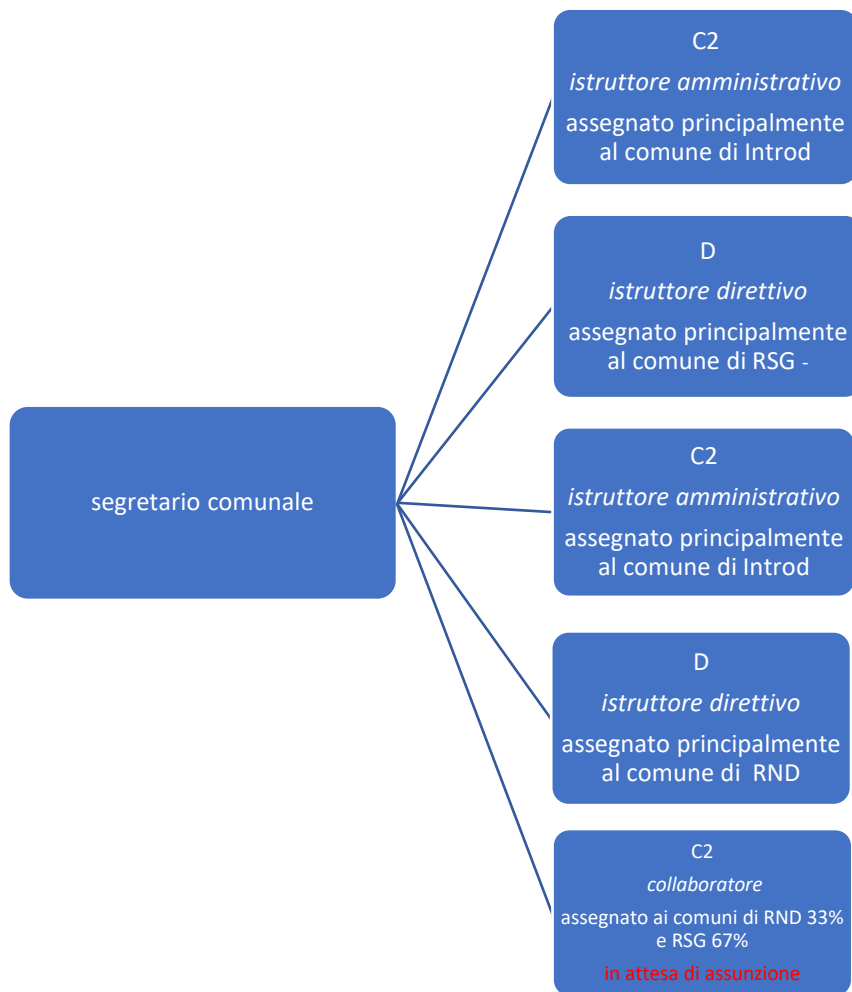 segretario comunale
C2
istruttore amministrativo
assegnato principalmente
al comune di Introd
D
istruttore direttivo
assegnato principalmente
al comune di RSG -
C2
istruttore amministrativo
assegnato principalmente
al comune di Introd
D
istruttore direttivo
assegnato principalmente
al comune di  RND
C2
collaboratore
assegnato ai comuni di RND 33%
e RSG 67%
in attesa di assunzione